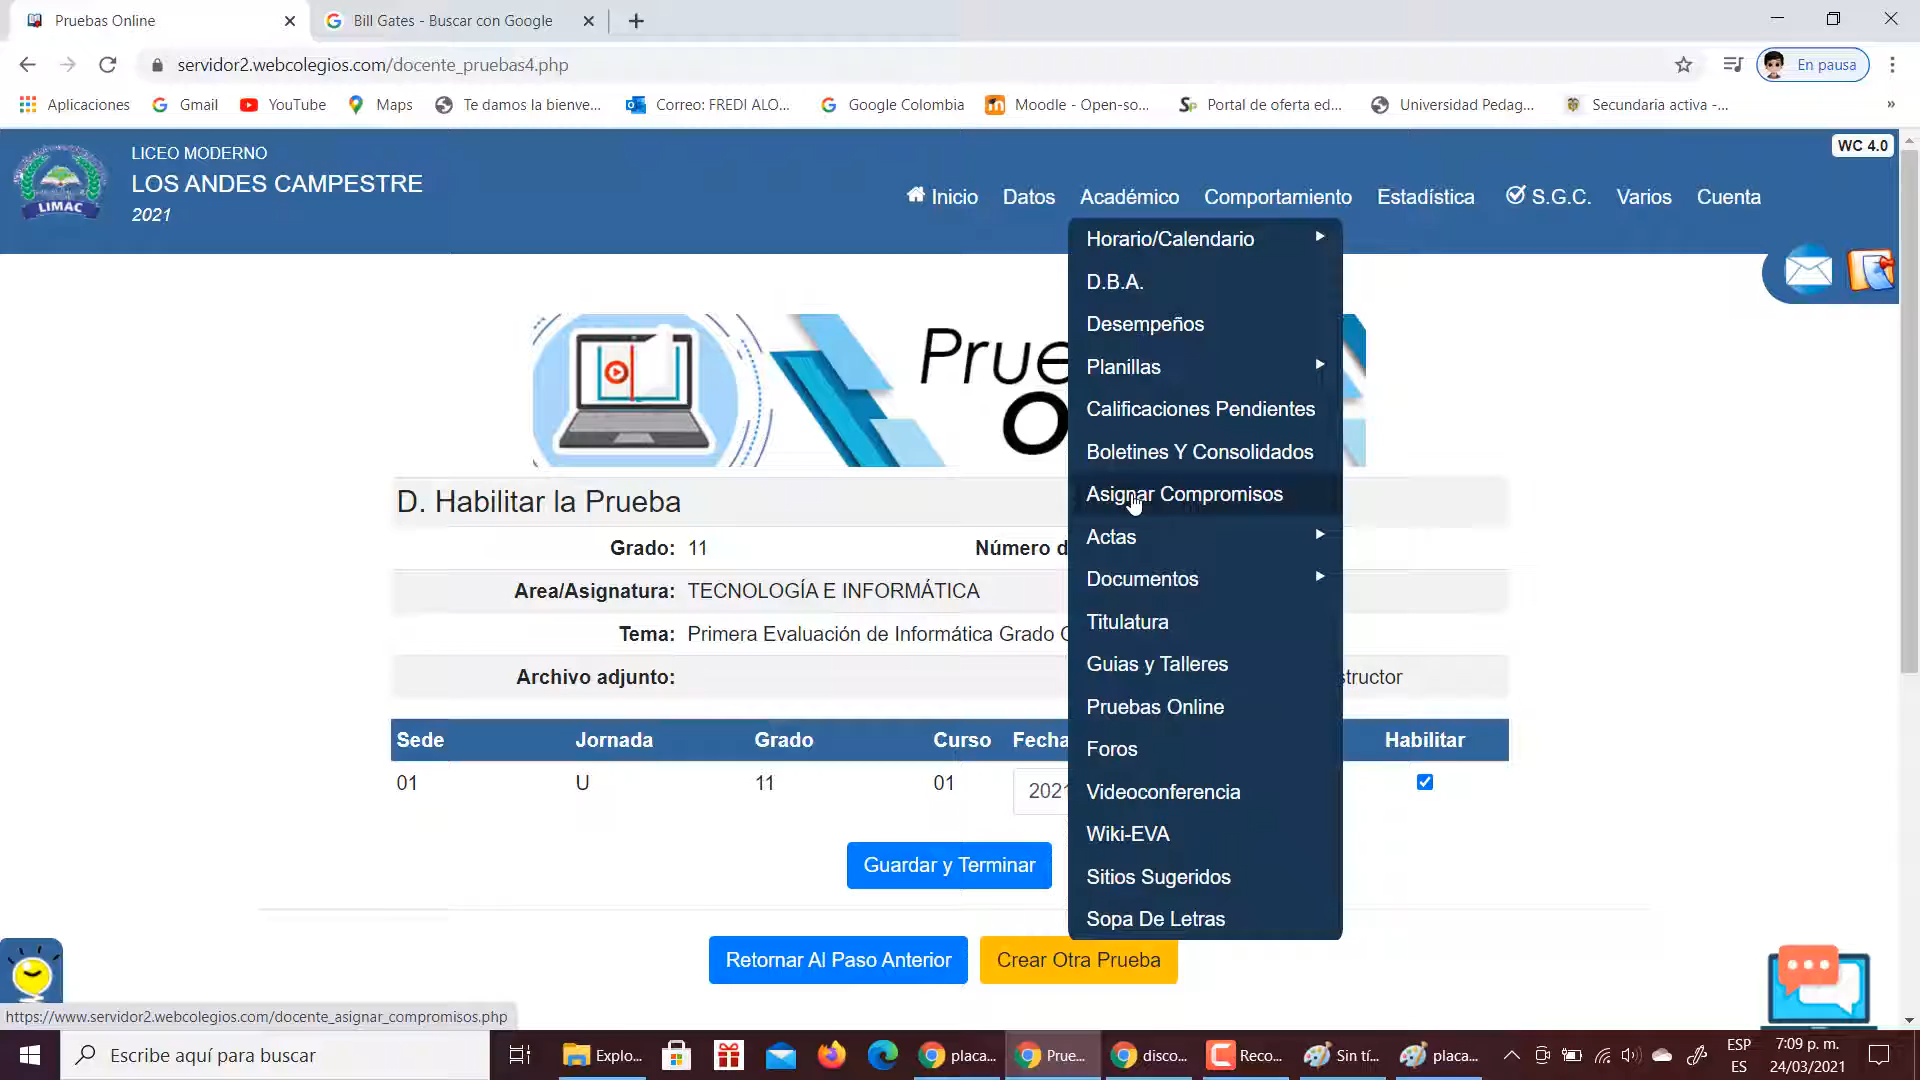 Pruebas Online
Bill Gates - Buscar con Google
servidor2.webcolegios.com/docente_pruebas4.php
En pausa
Aplicaciones
Gmail
YouTube
Maps
Te damos la bienve...
Correo: FREDI ALO...
Google Colombia
Moodle - Open-so...
Portal de oferta ed...
Universidad Pedag...
Secundaria activa -...
»
LIMAC
LICEO MODERNO
LOS ANDES CAMPESTRE
2021
WC 4.0
Inicio
Datos
Académico
Comportamiento
Estadística
S.G.C.
Varios
Cuenta
Horario/Calendario
D.B.A.
Desempeños
Planillas
Calificaciones Pendientes
Boletines Y Consolidados
Asignar Compromisos
Actas
Documentos
Titulatura
Guias y Talleres
Pruebas Online
Foros
Videoconferencia
Wiki-EVA
Sitios Sugeridos
Sopa De Letras
Prue
O
D. Habilitar la Prueba
Grado: 11
Número d
Area/Asignatura: TECNOLOGÍA E INFORMÁTICA
Tema: Primera Evaluación de Informática Grado
Archivo adjunto:
structor
Sede Jornada Grado Curso Fecha Habilitar
01 U 11 01 2021
Guardar y Terminar
Retornar Al Paso Anterior
Crear Otra Prueba
https://www.servidor2.webcolegios.com/docente_asignar_compromisos.php
Escribe aquí para buscar
Explo...
placa...
Prue...
disco...
Reco...
Sin tí...
placa...
ESP
ES
7:09 p. m.
24/03/2021